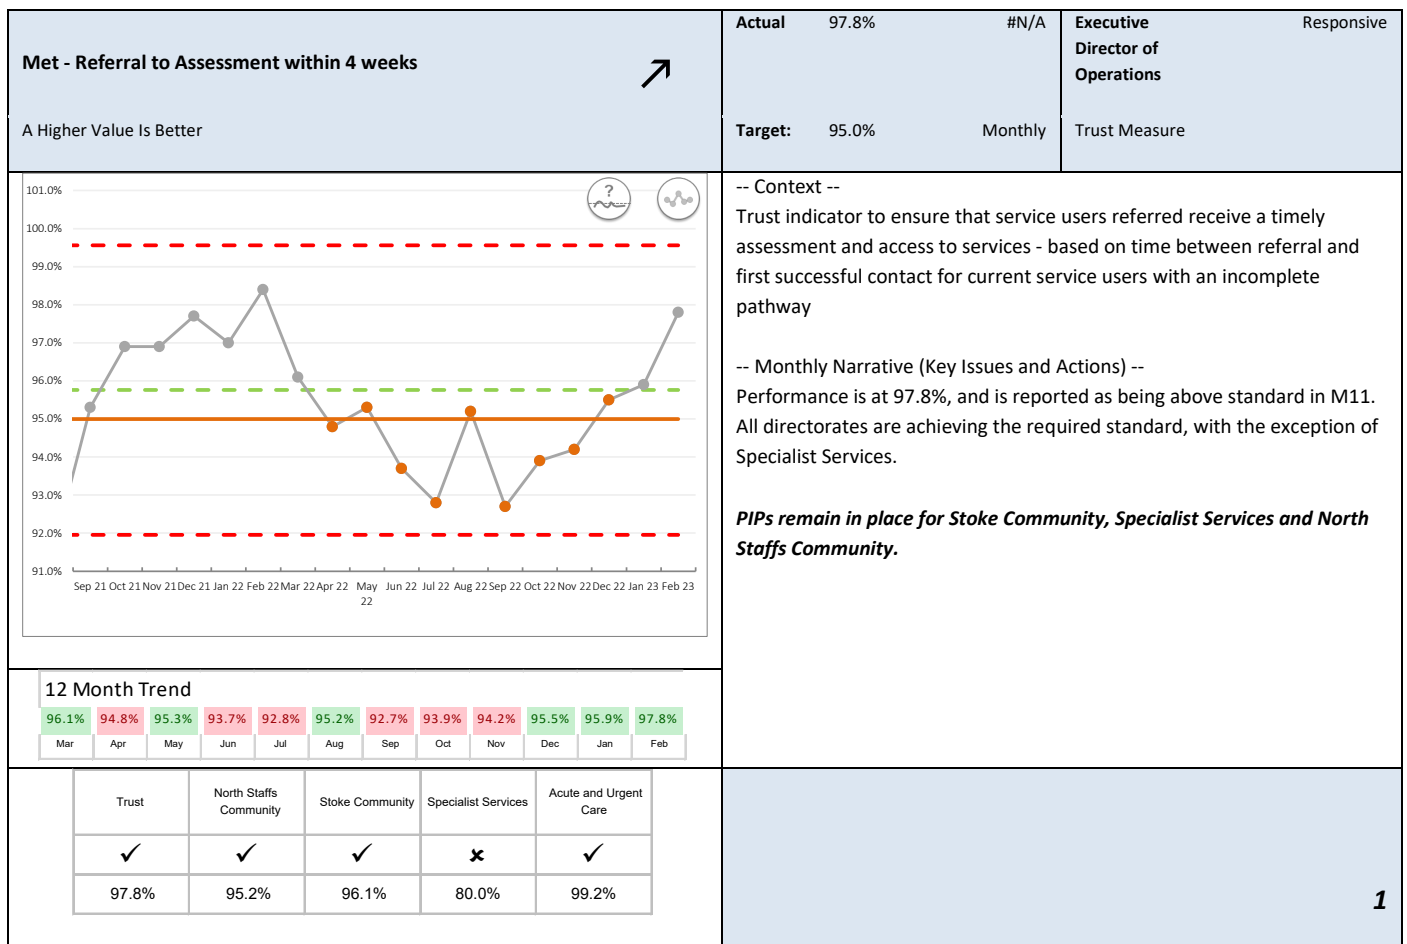 Met - Referral to Assessment within 4 weeks
A Higher Value Is Better
Actual 97.8% #N/A
Target: 95.0% Monthly
Executive Responsive
Director of
Operations
Trust Measure
101.0%
100.0%
99.0%
98.0%
97.0%
96.0%
95.0%
94.0%
93.0%
92.0%
91.0%
?
Sep 21 Oct 21 Nov 21 Dec 21 Jan 22 Feb 22 Mar 22 Apr 22 May Jun 22 Jul 22 Aug 22 Sep 22 Oct 22 Nov 22 Dec 22 Jan 23 Feb 23
22
-- Context --
Trust indicator to ensure that service users referred receive a timely
assessment and access to services - based on time between referral and
first successful contact for current service users with an incomplete
pathway
-- Monthly Narrative (Key Issues and Actions) --
Performance is at 97.8%, and is reported as being above standard in M11.
All directorates are achieving the required standard, with the exception of
Specialist Services.
PIPs remain in place for Stoke Community, Specialist Services and North
Staffs Community.
12 Month Trend
96.1% 94.8% 95.3% 93.7% 92.8% 95.2% 92.7% 93.9% 94.2% 95.5% 95.9% 97.8%
Mar Apr May Jun Jul Aug Sep Oct Nov Dec Jan Feb
Trust North Staffs Community Stoke Community Specialist Services Acute and Urgent Care
✓ ✓ ✓ ✗ ✓
97.8% 95.2% 96.1% 80.0% 99.2%
1